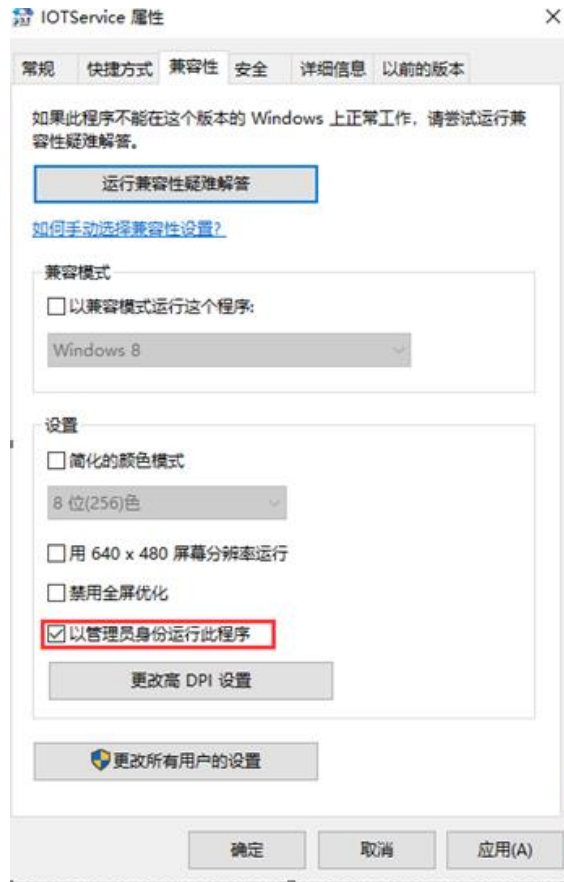 IOTService 属性
常规 快捷方式 兼容性 安全 详细信息 以前的版本
如果此程序不能在这个版本的 Windows 上正常工作，请尝试运行兼
容性疑难解答。
运行兼容性疑难解答
如何手动选择兼容性设置?
兼容模式
以兼容模式运行这个程序:
Windows 8
设置
简化的颜色模式
8 位(256)色
用 640 x 480 屏幕分辨率运行
禁用全屏优化
以管理员身份运行此程序
更改高 DPI 设置
更改所有用户的设置
确定 取消 应用(A)